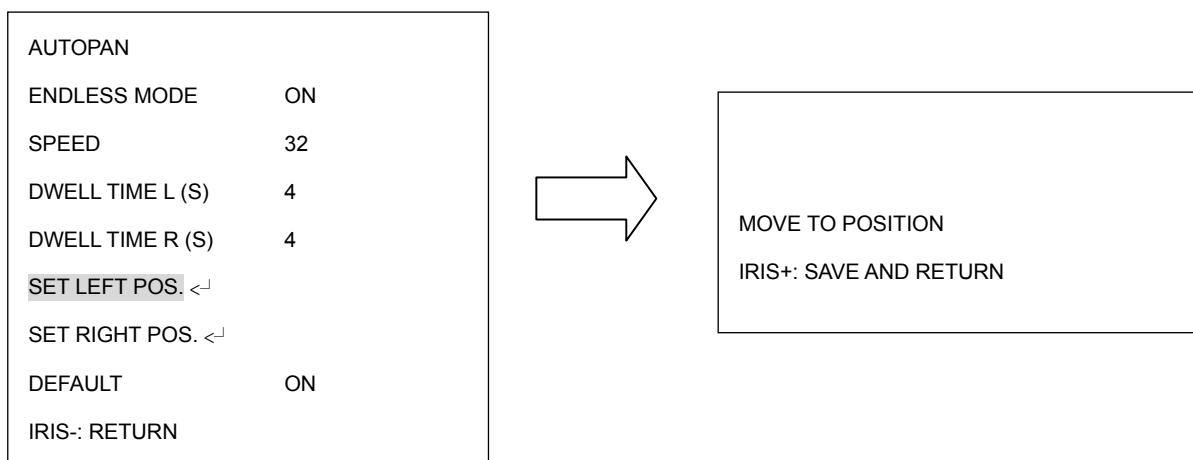 AUTOPAN
ENDLESS MODE ON
SPEED 32
DWELL TIME L (S) 4
DWELL TIME R (S) 4
SET LEFT POS. <┘
SET RIGHT POS. <┘
DEFAULT ON
IRIS-: RETURN
MOVE TO POSITION
IRIS+: SAVE AND RETURN